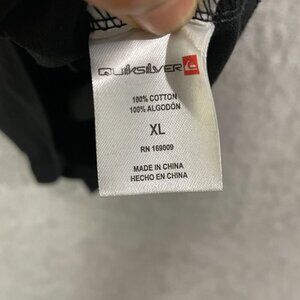 QUIKSILVER
100% COTTON
100% ALGODÓN
XL
RN 169009
MADE IN CHINA
HECHO EN CHINA